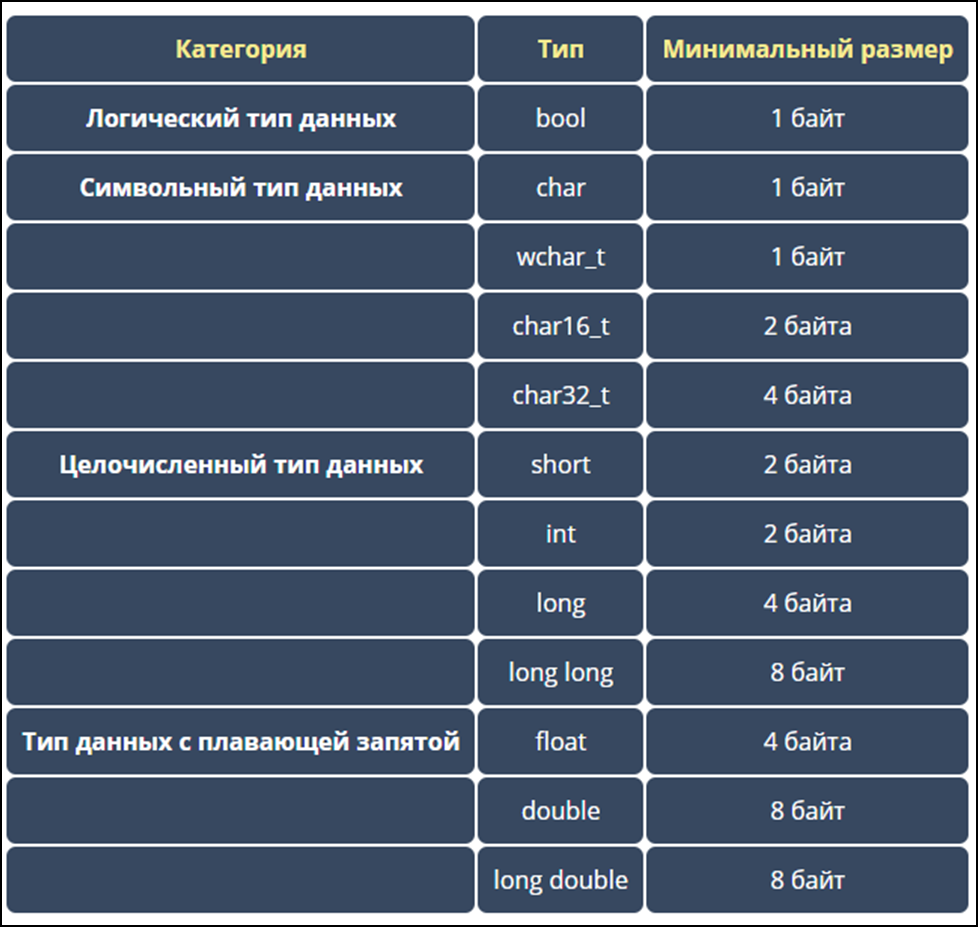 Категория Тип Минимальный размер
Логический тип данных bool 1 байт
Символьный тип данных char 1 байт
wchar_t 1 байт
char16_t 2 байта
char32_t 4 байта
Целочисленный тип данных short 2 байта
int 2 байта
long 4 байта
long long 8 байт
Тип данных с плавающей запятой float 4 байта
double 8 байт
long double 8 байт